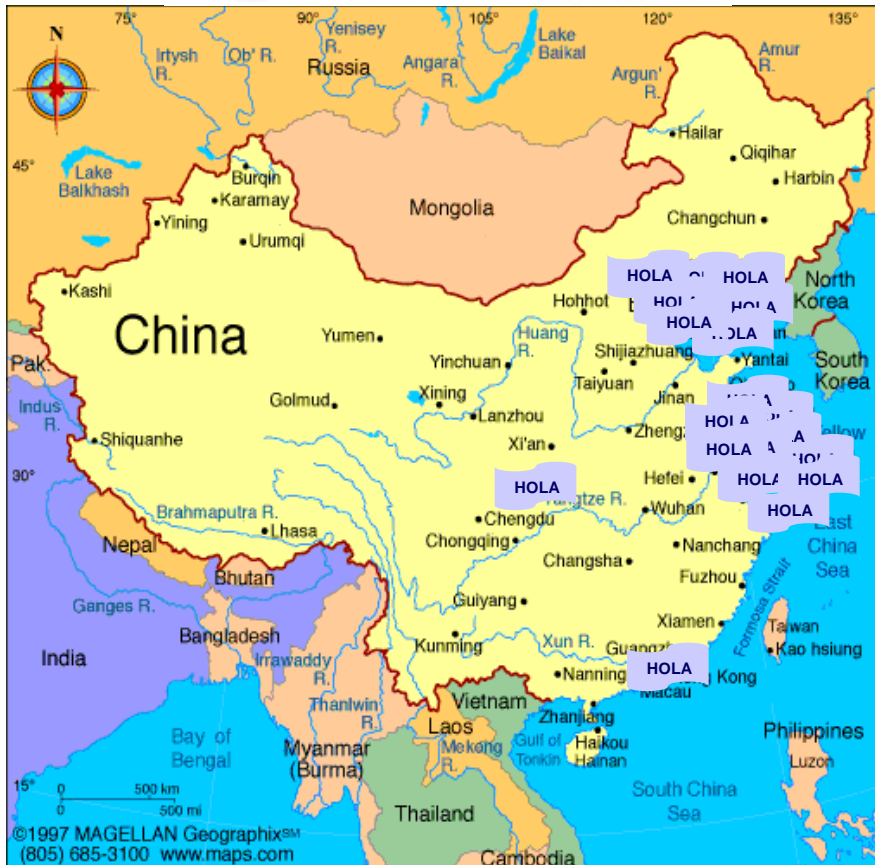 75°
90°
105°
120°
135°
N
Irtysh
R.
Ob' R.
Yenisey
R.
Russia
Angara
R.
Lake
Baikal
Argun'
R.
Amur
R.
Hailar
Qiqihar
Harbin
Changchun
45°
Lake
Balkhash
Burqin
Karamay
Yining
Urumqi
Mongolia
Kashi
China
Yumen
Hohhot
HOLA
HOLA
HOLA
HOLA
HOLA
HOLA
North
Korea
South
Korea
Huang
R.
Yinchuan
Shijiazhuang
Taiyuan
Yantai
Jinan
Pak.
Indus
R.
Golmud
Xining
Lanzhou
Shiquanhe
Xi'an
HOLA
HOLA
HOLA
HOLA
HOLA
HOLA
HOLA
30°
Hefei
Brahmaputra R.
Lhasa
Chengdu
Wuhan
Chongqing
Nanchang
East
China
Sea
Nepal
Bhutan
Changsha
Fuzhou
Ganges R.
Bangladesh
Guiyang
Xiamen
Formosa Strait
Taiwan
India
Kunming
Xun R.
Kao hsiung
Irrawaddy
R.
Nanning
HOLA
Kong
Macau
Thanlwin
R.
Vietnam
Zhanjiang
Laos
Bay of
Bengal
Myanmar
(Burma)
Mekong
R.
Gulf of
Tonkin
Haikou
Hainan
Philippines
Luzon
15°
0
500 km
0
500 mi
South China
Sea
Thailand
Cambodia
©1997 MAGELLAN Geographix℠
(805) 685-3100 www.maps.com